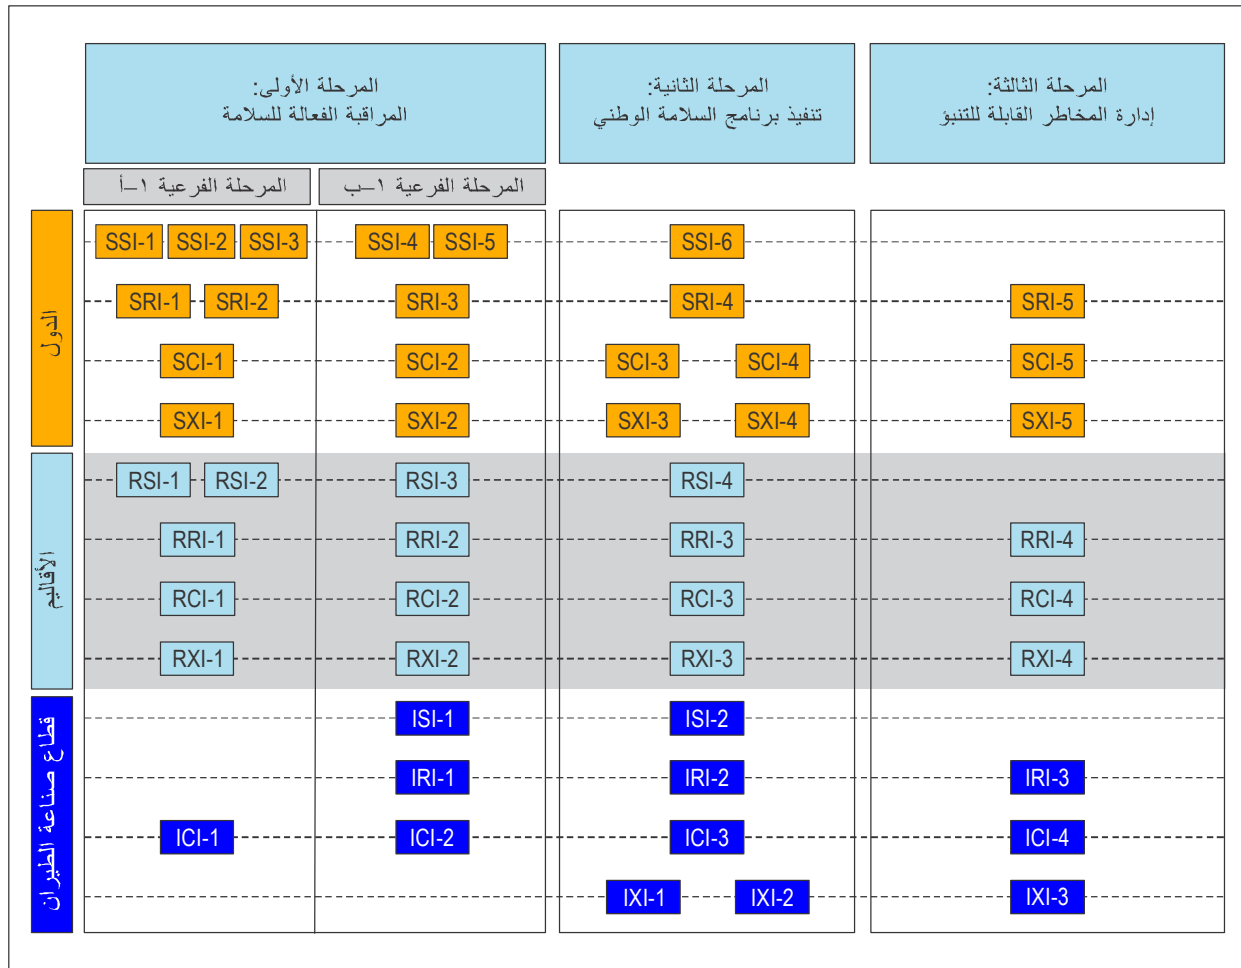 المرحلة الأولى:
المراقبة الفعالة للسلامة
المرحلة الثانية:
تنفيذ برنامج السلامة الوطني
المرحلة الثالثة:
إدارة المخاطر القابلة للتنبؤ
المرحلة الفرعية ١–أ
المرحلة الفرعية ١–ب
الدول
SSI-1 SSI-2 SSI-3 SSI-4 SSI-5 SSI-6
SRI-1 SRI-2 SRI-3 SRI-4 SRI-5
SCI-1 SCI-2 SCI-3 SCI-4 SCI-5
SXI-1 SXI-2 SXI-3 SXI-4 SXI-5
الأقاليم
RSI-1 RSI-2 RSI-3 RSI-4
RRI-1 RRI-2 RRI-3 RRI-4
RCI-1 RCI-2 RCI-3 RCI-4
RXI-1 RXI-2 RXI-3 RXI-4
قطاع صناعة الطيران
ISI-1 ISI-2
IRI-1 IRI-2 IRI-3
ICI-1 ICI-2 ICI-3 ICI-4
IXI-1 IXI-2 IXI-3